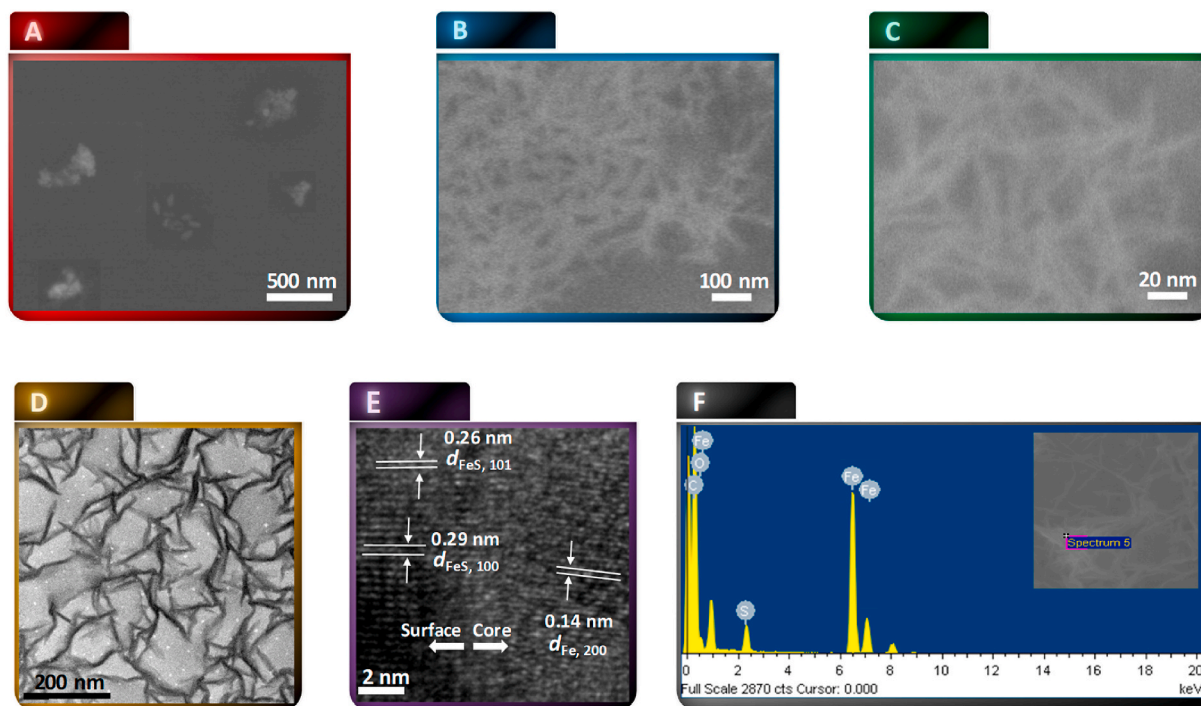 A
500 nm
B
100 nm
C
20 nm
D
200 nm
E
0.26 nm
dFeS, 101
0.29 nm
dFeS, 100
0.14 nm
dFe, 200
Surface Core
2 nm
F
Fe
O
C
S
Fe
Fe
Spectrum 5
0 2 4 6 8 10 12 14 16 18 20
Full Scale 2870 cts Cursor: 0.000 keV